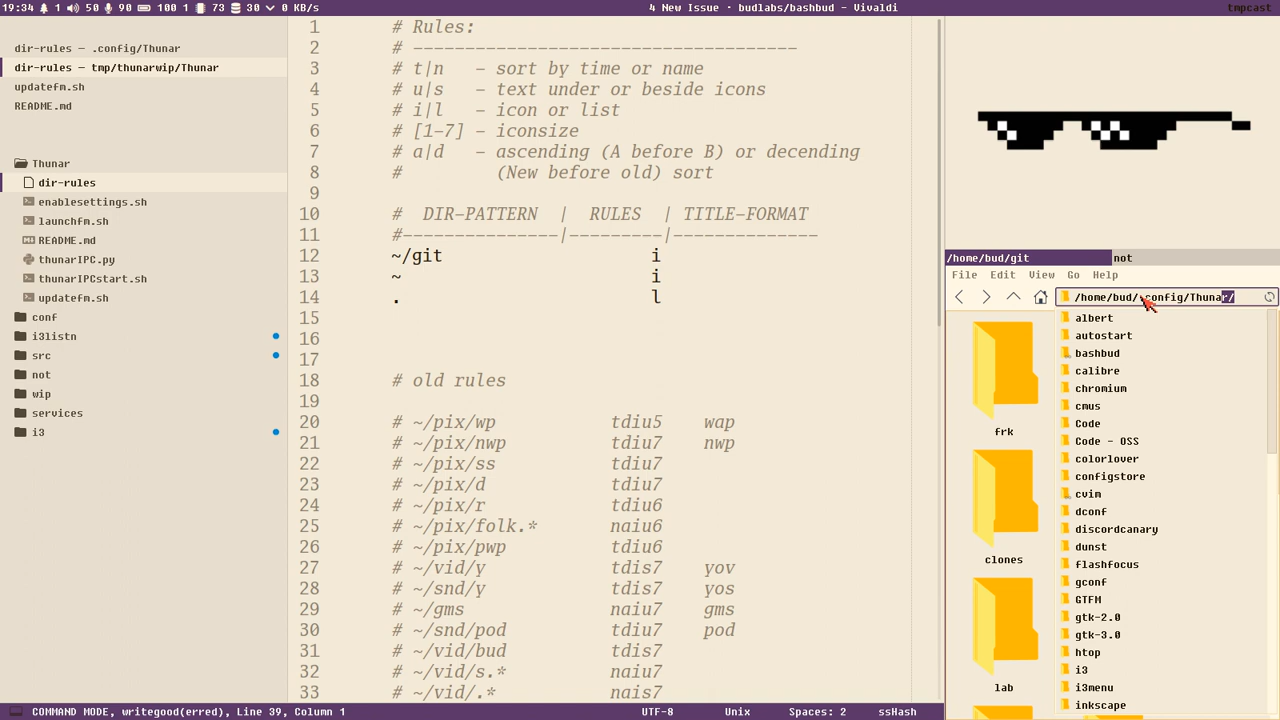 19:34 1 50 90 100 1 73 30 0 KB/s
4 New Issue · budlabs/bashbud - Vivaldi
tmpcast
dir-rules — .config/Thunar
dir-rules — tmp/thunarwip/Thunar
updatefm.sh
README.md
Thunar
dir-rules
enablesettings.sh
launchfm.sh
README.md
thunarIPC.py
thunarIPCstart.sh
updatefm.sh
conf
i3listn
src
not
wip
services
i3
1 # Rules:
2 # -------------------------------------
3 # t|n   - sort by time or name
4 # u|s   - text under or beside icons
5 # i|l   - icon or list
6 # [1-7] - iconsize
7 # a|d   - ascending (A before B) or decending
8 #         (New before old) sort
9
10 #  DIR-PATTERN  |  RULES  | TITLE-FORMAT
11 #--------------|---------|--------------
12 ~/git                    i
13 ~                        i
14 .                        l
15
16
17
18 # old rules
19
20 # ~/pix/wp           tdiu5    wap
21 # ~/pix/nwp          tdiu7    nwp
22 # ~/pix/ss           tdiu7
23 # ~/pix/d            tdiu7
24 # ~/pix/r            tdiu6
25 # ~/pix/folk.*       naiu6
26 # ~/pix/pwp          tdiu6
27 # ~/vid/y            tdis7    yov
28 # ~/snd/y            tdis7    yos
29 # ~/gms              naiu7    gms
30 # ~/snd/pod          tdiu7    pod
31 # ~/vid/bud          tdis7
32 # ~/vid/s.*          naiu7
33 # ~/vid/.*           nais7
/home/bud/git
not
File Edit View Go Help
/home/bud/.config/Thunar/
frk
clones
lab
albert
autostart
bashbud
calibre
chromium
cmus
Code
Code - OSS
colorlover
configstore
cvim
dconf
discordcanary
dunst
flashfocus
gconf
GTFM
gtk-2.0
gtk-3.0
htop
i3
i3menu
inkscape
COMMAND MODE, writegood(erred), Line 39, Column 1
UTF-8
Unix
Spaces: 2
ssHash